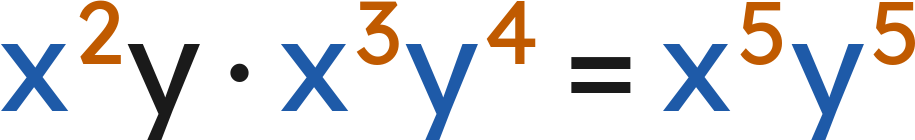 x²y · x³y⁴ = x⁵y⁵